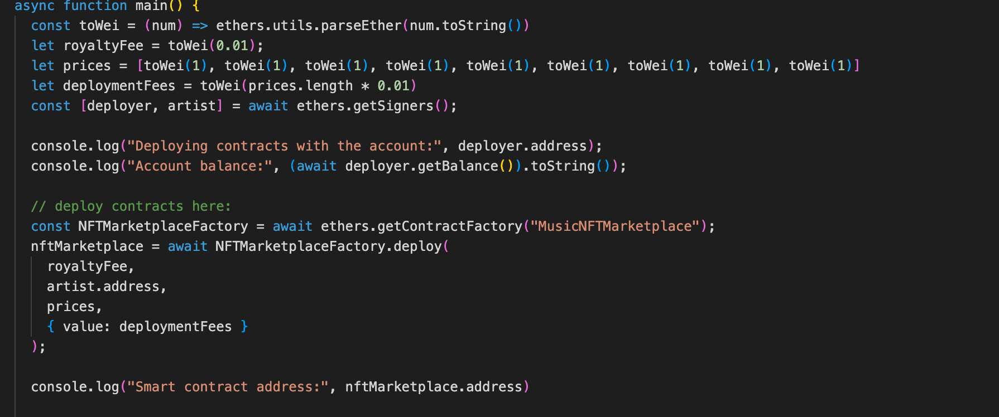 async function main() {
const toWei = (num) => ethers.utils.parseEther(num.toString())
let royaltyFee = toWei(0.01);
let prices = [toWei(1), toWei(1), toWei(1), toWei(1), toWei(1), toWei(1), toWei(1), toWei(1), toWei(1)]
let deploymentFees = toWei(prices.length * 0.01)
const [deployer, artist] = await ethers.getSigners();
console.log("Deploying contracts with the account:", deployer.address);
console.log("Account balance:", (await deployer.getBalance()).toString());
// deploy contracts here:
const NFTMarketplaceFactory = await ethers.getContractFactory("MusicNFTMarketplace");
nftMarketplace = await NFTMarketplaceFactory.deploy(
royaltyFee,
artist.address,
prices,
{ value: deploymentFees }
);
console.log("Smart contract address:", nftMarketplace.address)